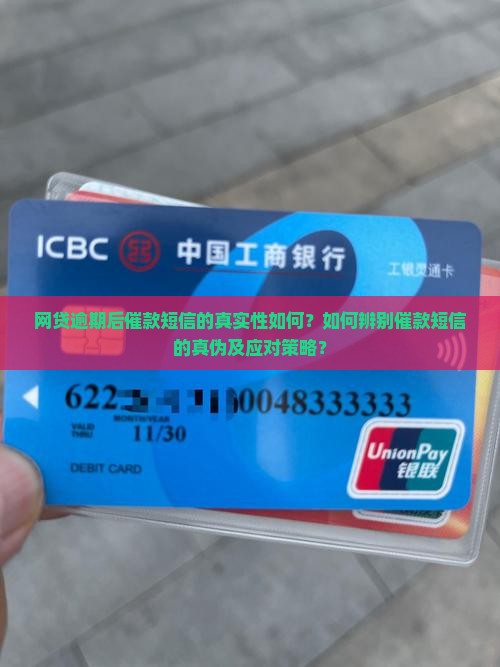 ICBC 中国工商银行
工银灵通卡
网贷逾期后催款短信的真实性如何?如何辨别催款短信
的真伪及应对策略?
622
0048333333
MONTH/YEAR
VALID
THRU
11/30
DEBIT CARD
UnionPay
银联